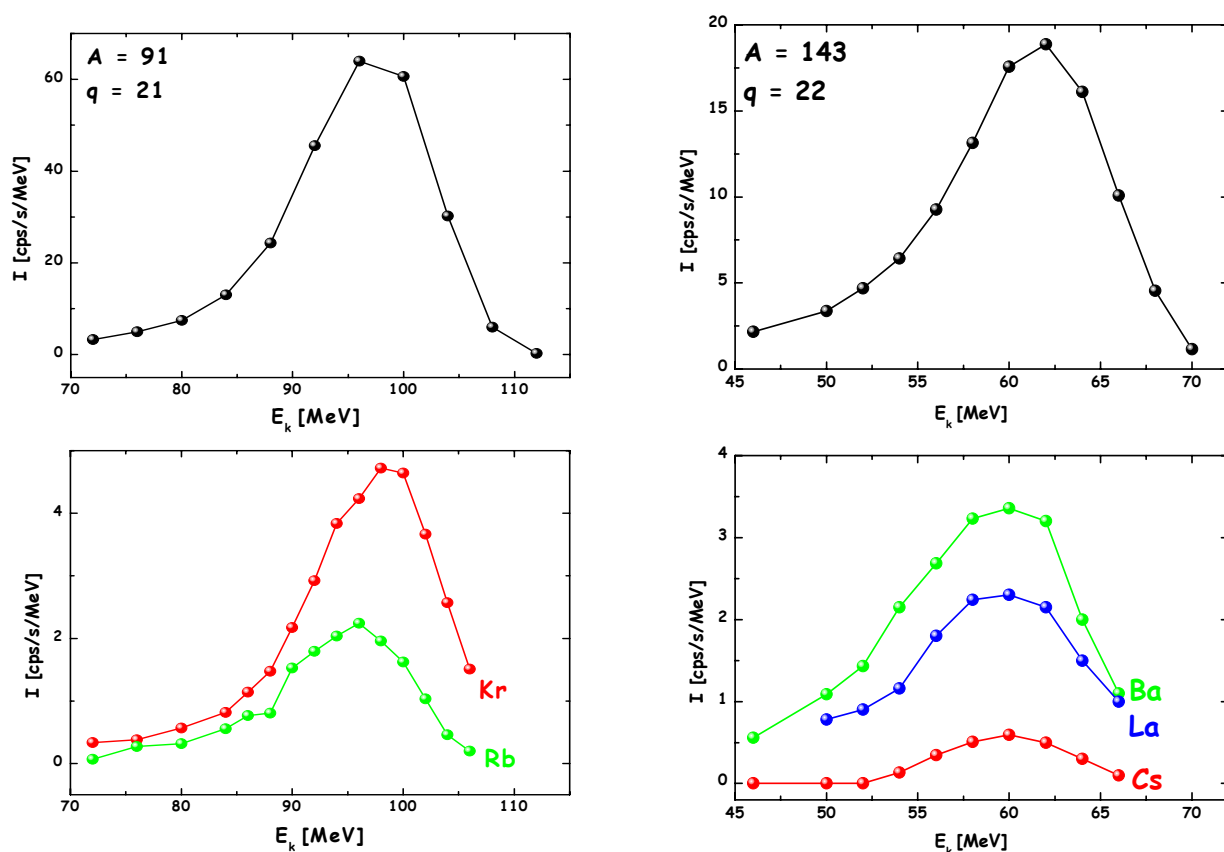 A = 91
q = 21
I [cps/s/MeV]
60
40
20
0
70
80
90
100
110
E_k [MeV]
A = 143
q = 22
I [cps/s/MeV]
20
15
10
5
0
45
50
55
60
65
70
E_k [MeV]
I [cps/s/MeV]
4
2
0
Kr
Rb
70
80
90
100
110
E_k [MeV]
I [cps/s/MeV]
4
3
2
1
0
Ba
La
Cs
45
50
55
60
65
70
E_k [MeV]